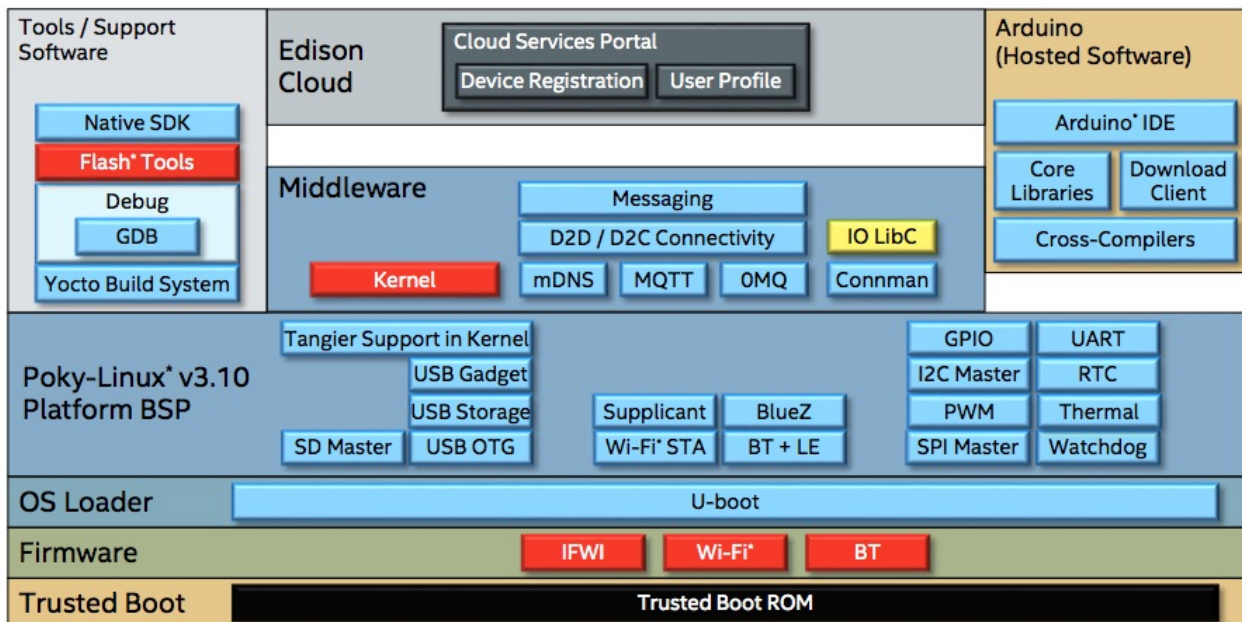 Tools / Support
Software
Native SDK
Flash* Tools
Debug
GDB
Yocto Build System
Edison
Cloud
Cloud Services Portal
Device Registration
User Profile
Arduino
(Hosted Software)
Arduino* IDE
Core
Libraries
Download
Client
Cross-Compilers
Middleware
Messaging
D2D / D2C Connectivity
IO LibC
Kernel
mDNS
MQTT
0MQ
Connman
Poky-Linux* v3.10
Platform BSP
Tangier Support in Kernel
USB Gadget
USB Storage
SD Master
USB OTG
Supplicant
BlueZ
Wi-Fi* STA
BT + LE
GPIO
UART
I2C Master
RTC
PWM
Thermal
SPI Master
Watchdog
OS Loader
U-boot
Firmware
IFWI
Wi-Fi*
BT
Trusted Boot
Trusted Boot ROM